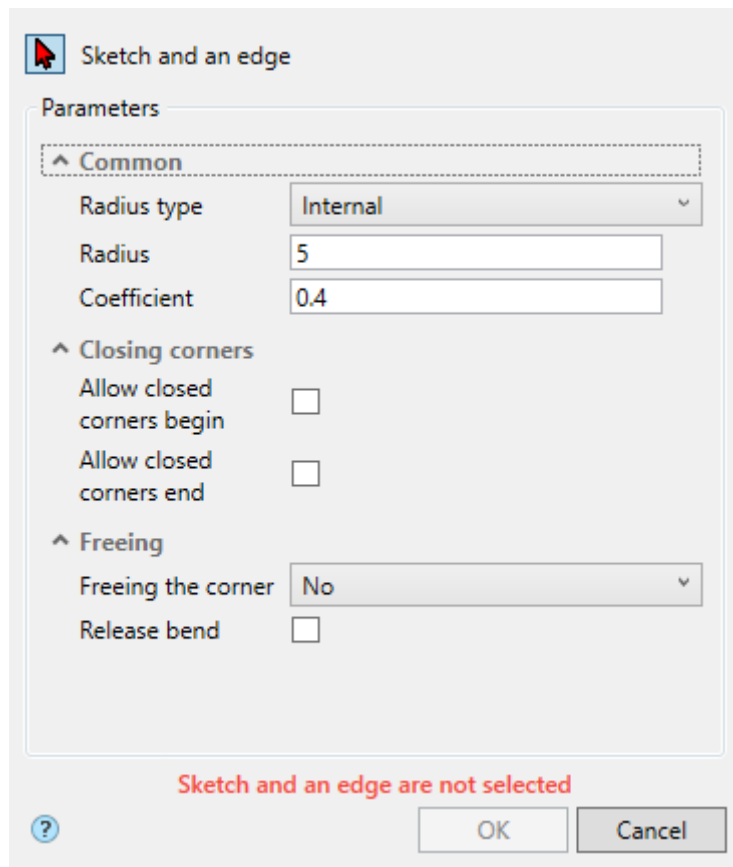 Sketch and an edge
Parameters
Common
Radius type Internal
Radius 5
Coefficient 0.4
Closing corners
Allow closed
corners begin
Allow closed
corners end
Freeing
Freeing the corner No
Release bend
Sketch and an edge are not selected
? OK Cancel